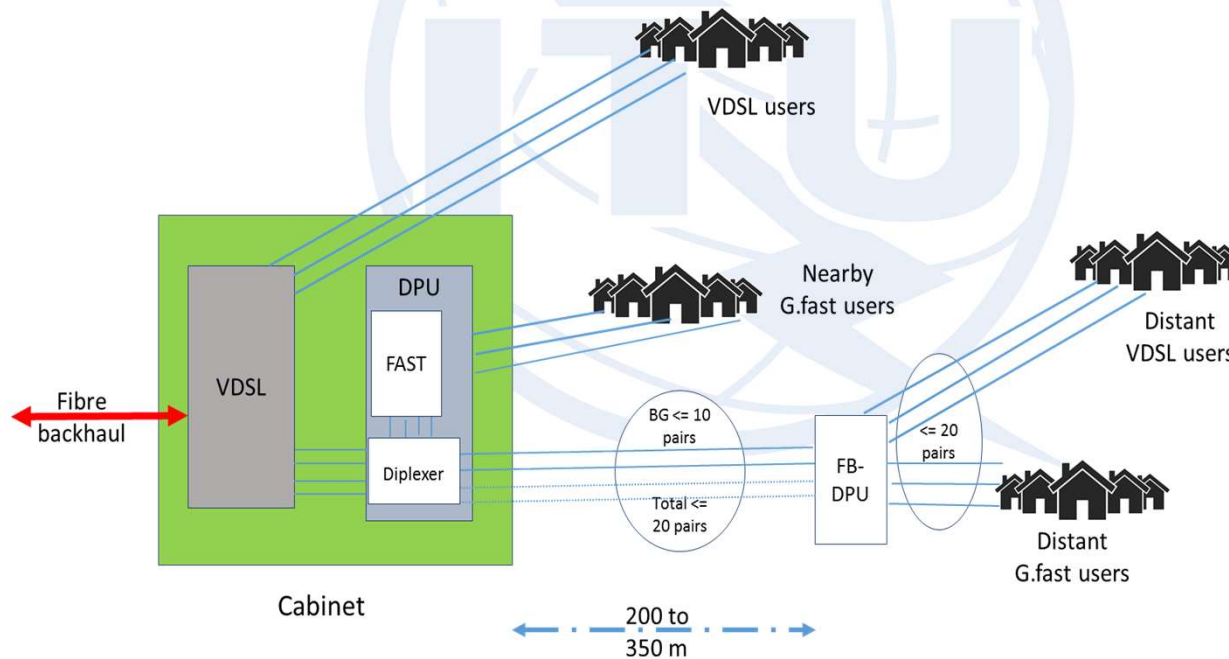 ITU
VDSL users
DPU
Nearby
G.fast users
FAST
VDSL
Distant
VDSL users
Fibre
backhaul
BG <= 10
pairs
<= 20
pairs
Diplexer
FB-
DPU
Total <=
20 pairs
Distant
G.fast users
Cabinet
200 to
350 m